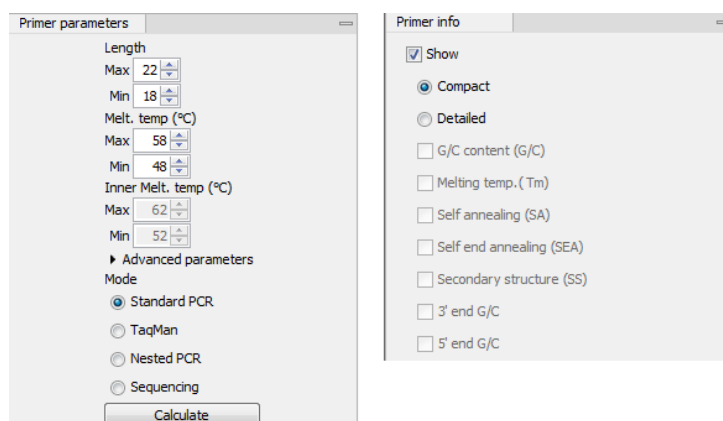 Primer parameters
Length
Max 22
Min 18
Melt. temp (ºC)
Max 58
Min 48
Inner Melt. temp (ºC)
Max 62
Min 52
Advanced parameters
Mode
Standard PCR
TaqMan
Nested PCR
Sequencing
Calculate
Primer info
Show
Compact
Detailed
G/C content (G/C)
Melting temp.( Tm)
Self annealing (SA)
Self end annealing (SEA)
Secondary structure (SS)
3' end G/C
5' end G/C